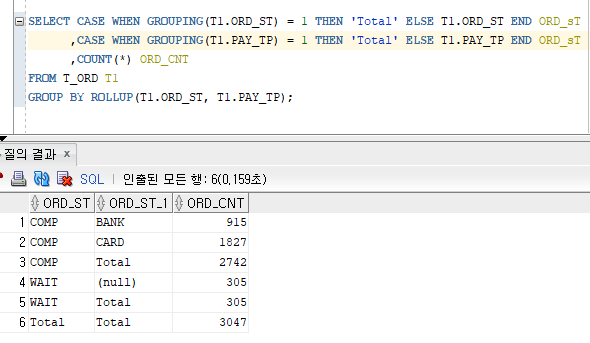 SELECT CASE WHEN GROUPING(T1.ORD_ST) = 1 THEN 'Total' ELSE T1.ORD_ST END ORD_sT
,CASE WHEN GROUPING(T1.PAY_TP) = 1 THEN 'Total' ELSE T1.PAY_TP END ORD_sT
,COUNT(*) ORD_CNT
FROM T_ORD T1
GROUP BY ROLLUP(T1.ORD_ST, T1.PAY_TP);
질의 결과 x
SQL | 인출된 모든 행: 6(0,159초)
ORD_ST ORD_ST_1 ORD_CNT
1 COMP BANK 915
2 COMP CARD 1827
3 COMP Total 2742
4 WAIT (null) 305
5 WAIT Total 305
6 Total Total 3047